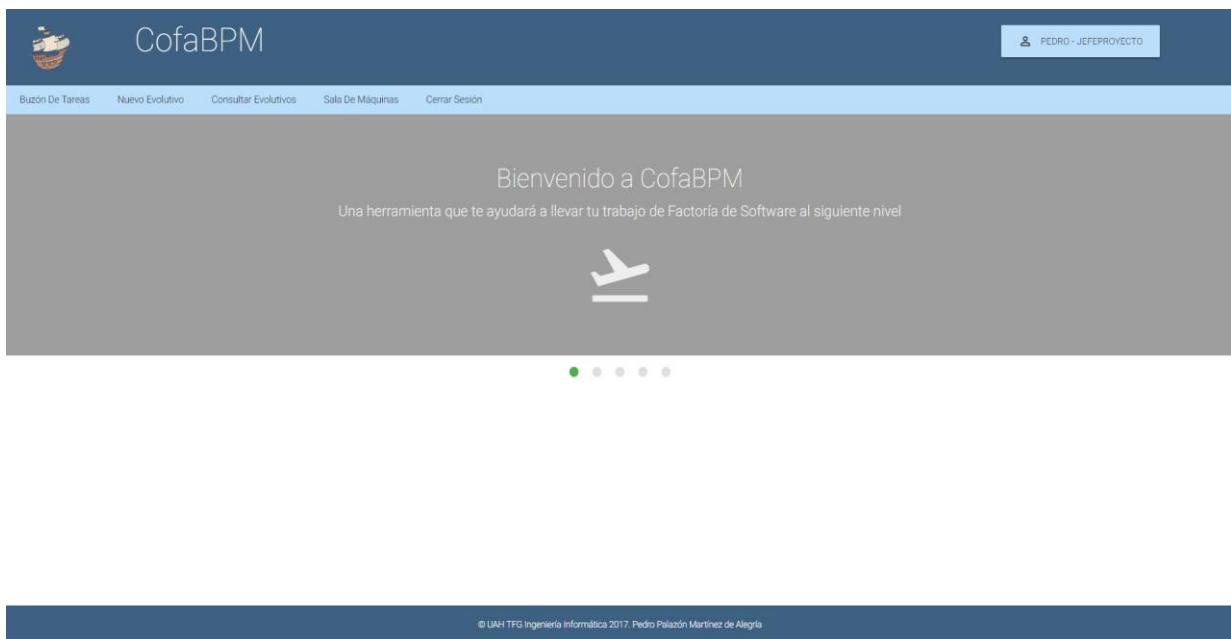 CofaBPM
PEDRO - JEFEPROYECTO
Buzón De Tareas Nuevo Evolutivo Consultar Evolutivos Sala De Máquinas Cerrar Sesión
Bienvenido a CofaBPM
Una herramienta que te ayudará a llevar tu trabajo de Factoría de Software al siguiente nivel
© UAH TFG Ingeniería Informática 2017. Pedro Palazón Martínez de Alegría